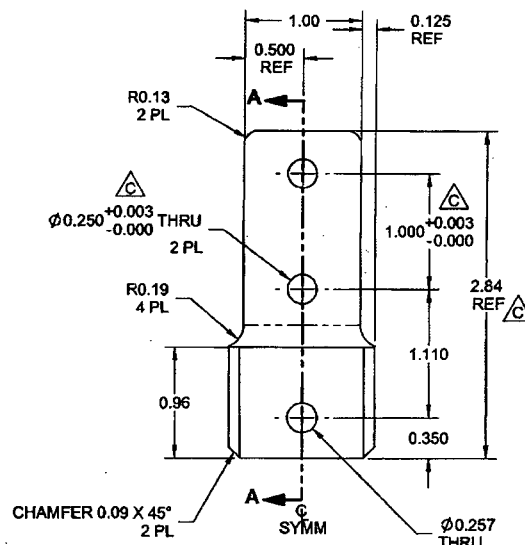 1.00
0.125
REF
0.500
REF
A
R0.13
2 PL
C
Ø0.250 +0.003 -0.000 THRU
2 PL
C
1.000 +0.003 -0.000
R0.19
4 PL
2.84
REF C
1.110
0.96
0.350
CHAMFER 0.09 X 45°
2 PL
A
℄
SYMM
Ø0.257
THRU